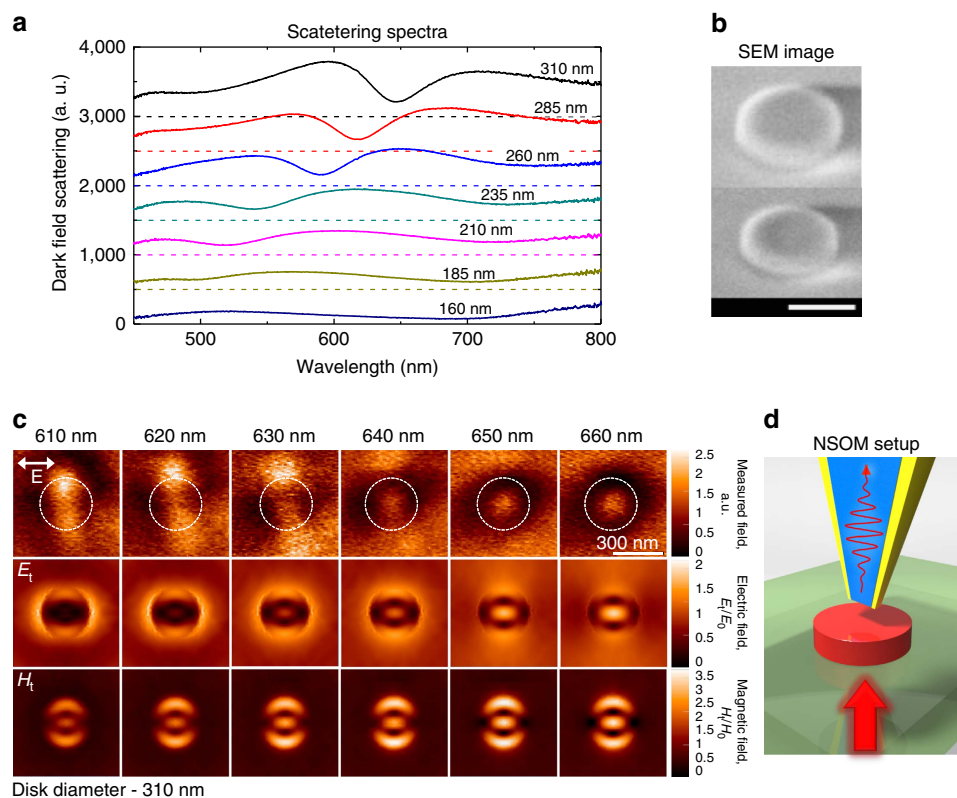 a
Scatetering spectra
Dark field scattering (a. u.)
4,000
3,000
2,000
1,000
0
310 nm
285 nm
260 nm
235 nm
210 nm
185 nm
160 nm
500
600
700
800
Wavelength (nm)
b
SEM image
c
610 nm
620 nm
630 nm
640 nm
650 nm
660 nm
E
300 nm
2.5
2
1.5
1
0.5
0
Measured field,
a.u.
Et
2
1.5
1
0.5
0
Electric field,
Et/E0
Ht
3.5
3
2.5
2
1.5
1
0.5
0
Magnetic field,
Ht/H0
Disk diameter - 310 nm
d
NSOM setup